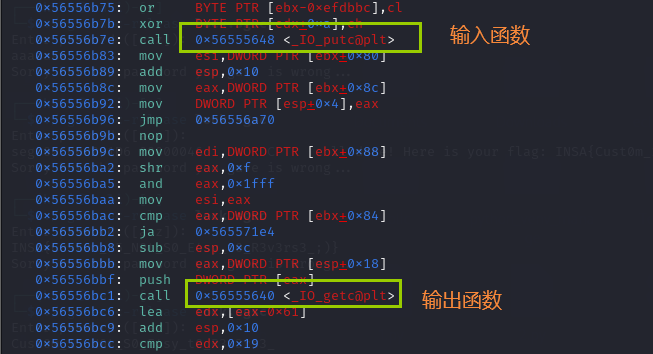 0×56556b75: or BYTE PTR [ebx-0×efdbbc],cl
0×56556b7b: xor BYTE PTR [edx+0×a],ch
0×56556b7e: call 0×56555648 <_IO_putc@plt> 输入函数
0×56556b83: mov esi,DWORD PTR [ebx+0×80]
0×56556b89: add esp,0×10
0×56556b8c: mov eax,DWORD PTR [ebx+0×8c]
0×56556b92: mov DWORD PTR [esp+0×4],eax
0×56556b96: jmp 0×56556a70
0×56556b9b: nop
0×56556b9c: mov edi,DWORD PTR [ebx+0×88] Here is your flag: INSA{Cust0m_
0×56556ba2: shr eax,0×f
0×56556ba5: and eax,0×1fff
0×56556baa: mov esi,eax
0×56556bac: cmp eax,DWORD PTR [ebx+0×84]
0×56556bb2: ja 0×565571e4
0×56556bb8: sub esp,0×c
0×56556bbb: mov eax,DWORD PTR [esp+0×18]
0×56556bbf: push DWORD PTR [eax]
0×56556bc1: call 0×56555640 <_IO_getc@plt> 输出函数
0×56556bc6: lea edx,[eax-0×61]
0×56556bc9: add esp,0×10
0×56556bcc: cmp edx,0×19